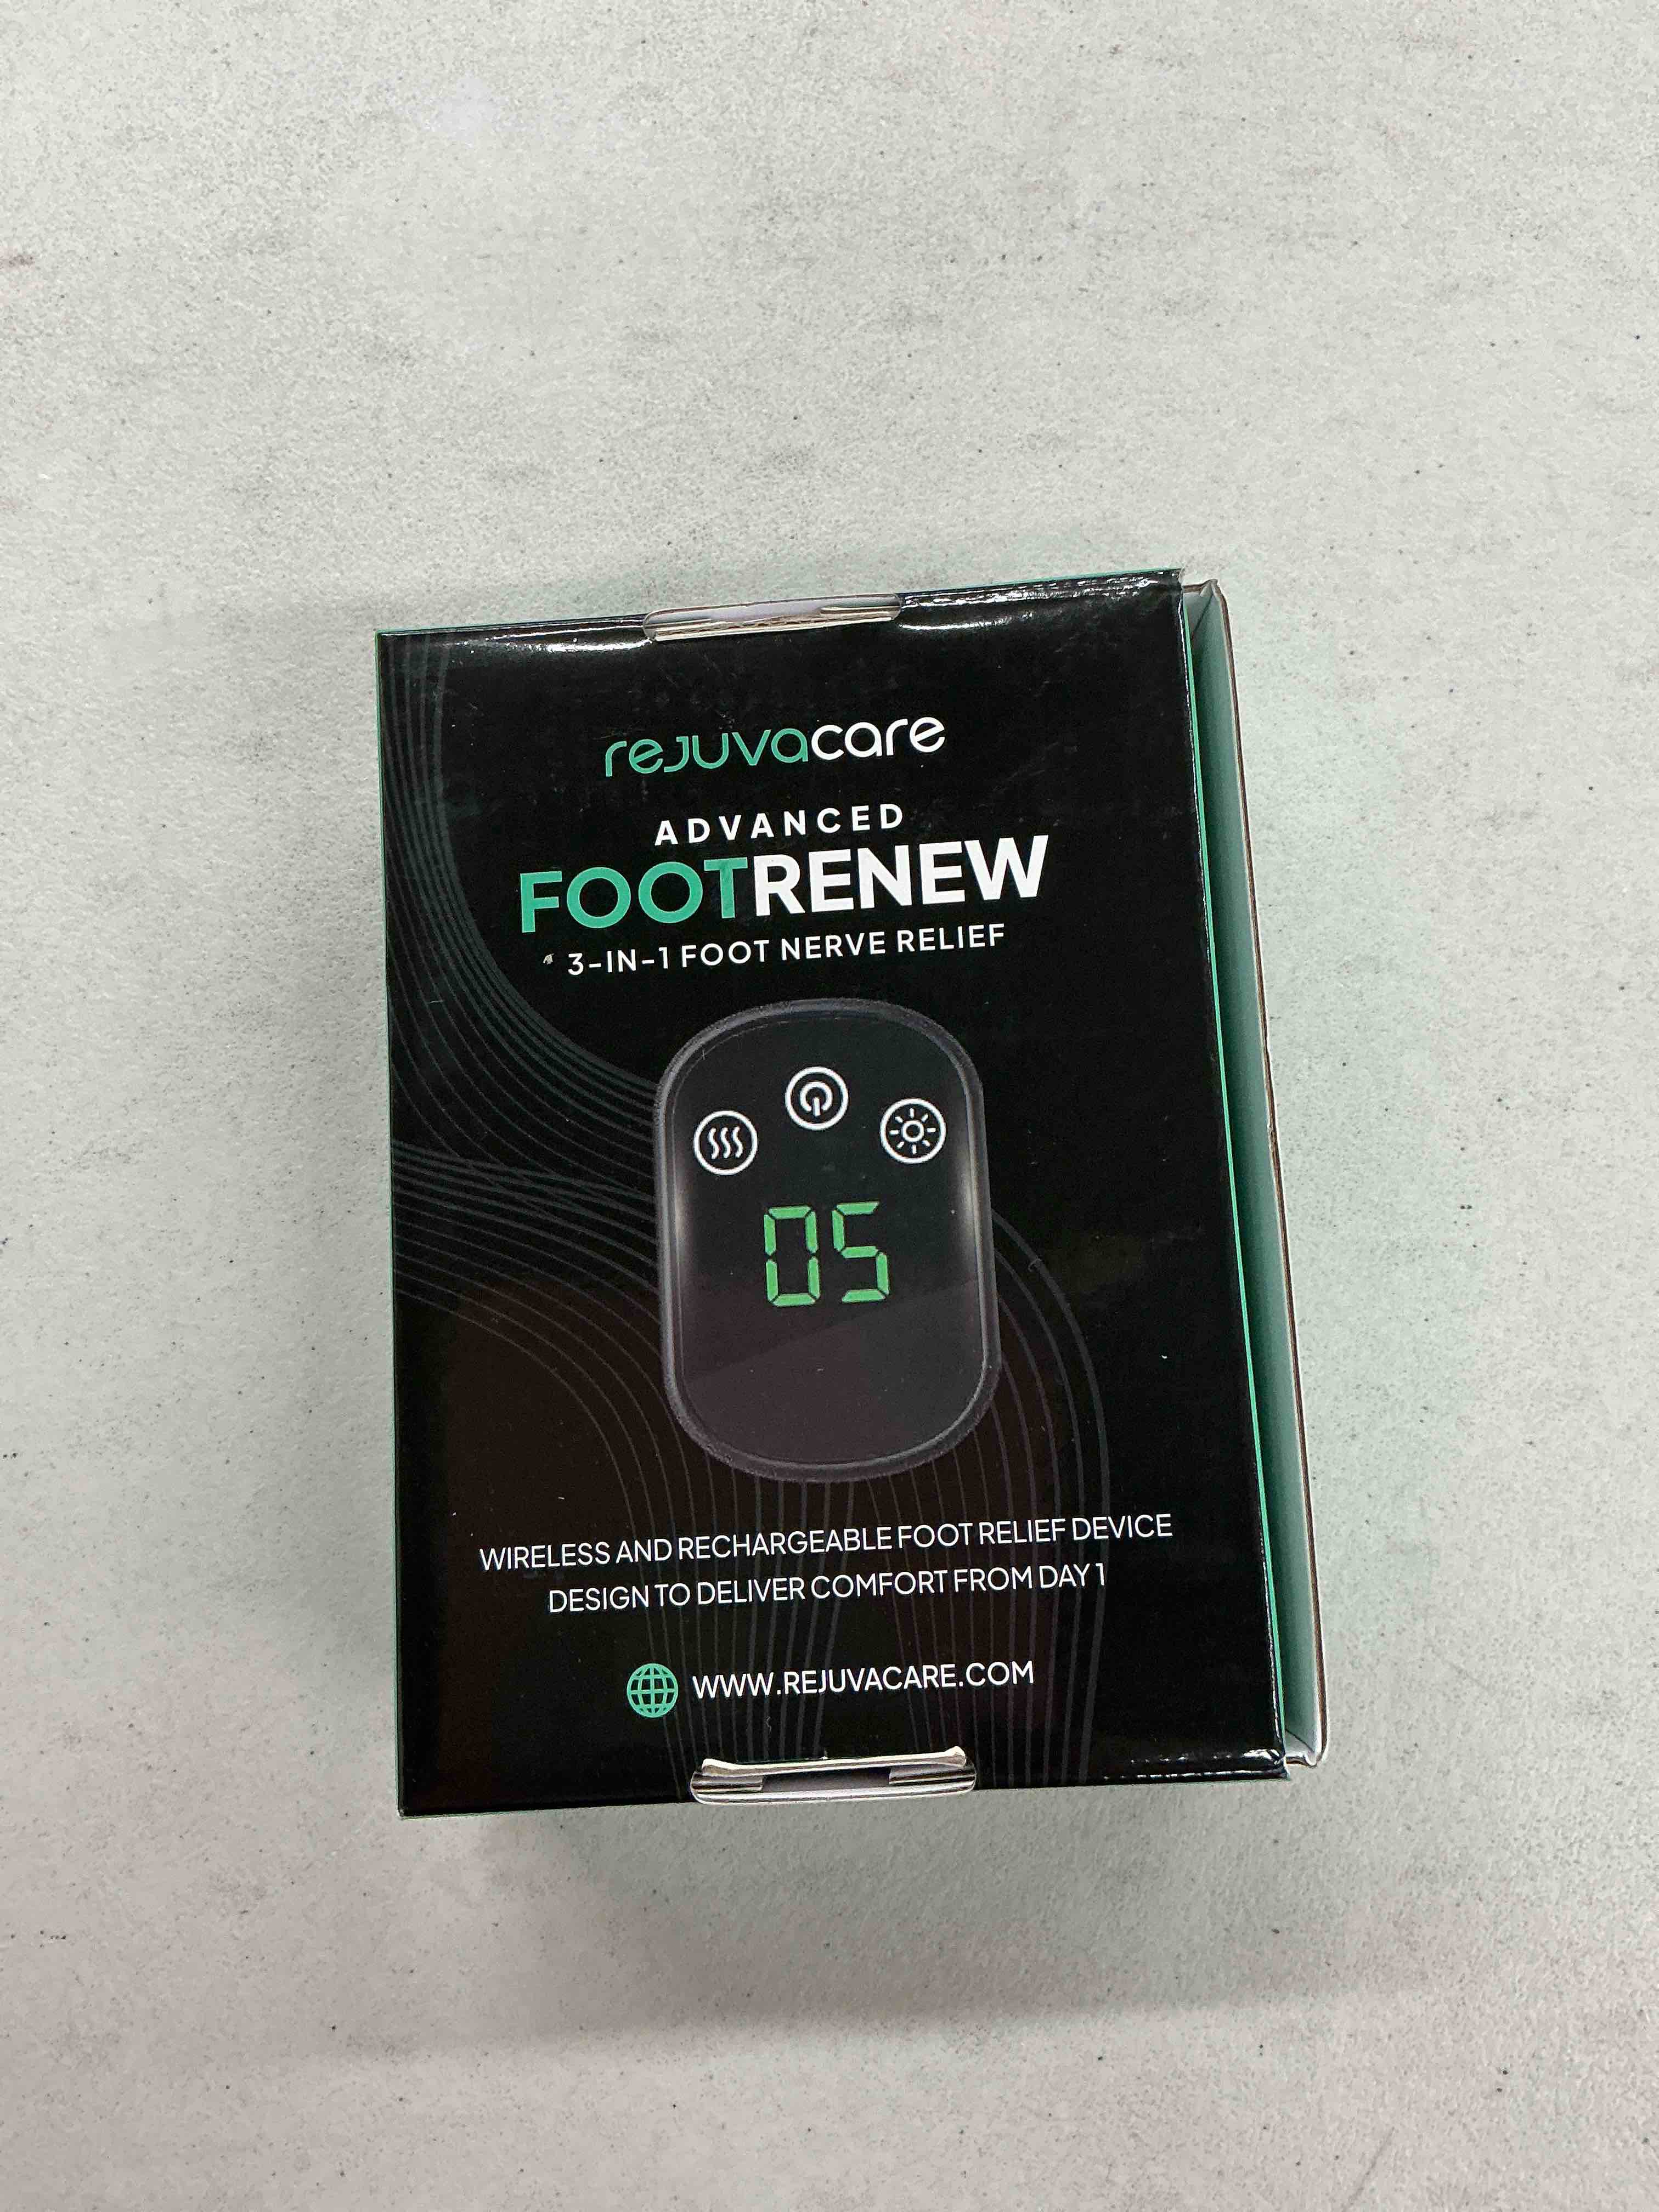 rejuvacare
ADVANCED
FOOTRENEW
3-IN-1 FOOT NERVE RELIEF
05
WIRELESS AND RECHARGEABLE FOOT RELIEF DEVICE
DESIGN TO DELIVER COMFORT FROM DAY 1
WWW.REJUVACARE.COM